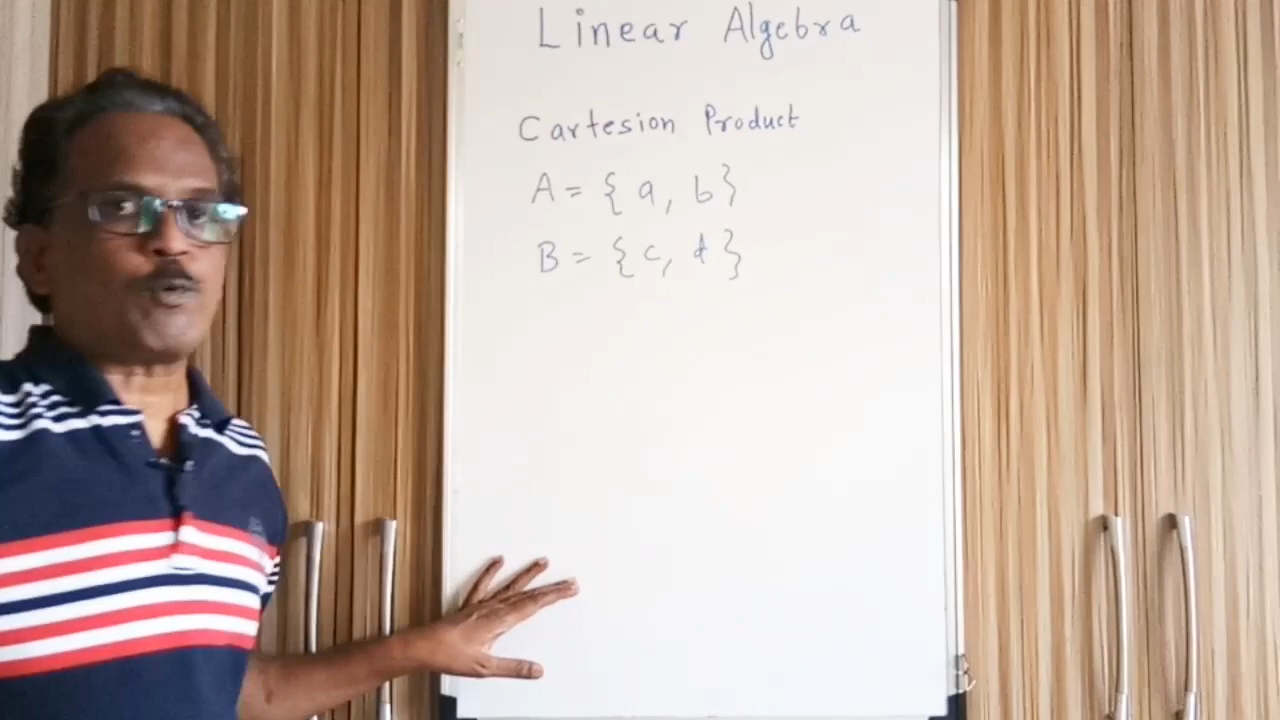 Linear Algebra
Cartesion Product
A = { a, b }
B = { c, d }